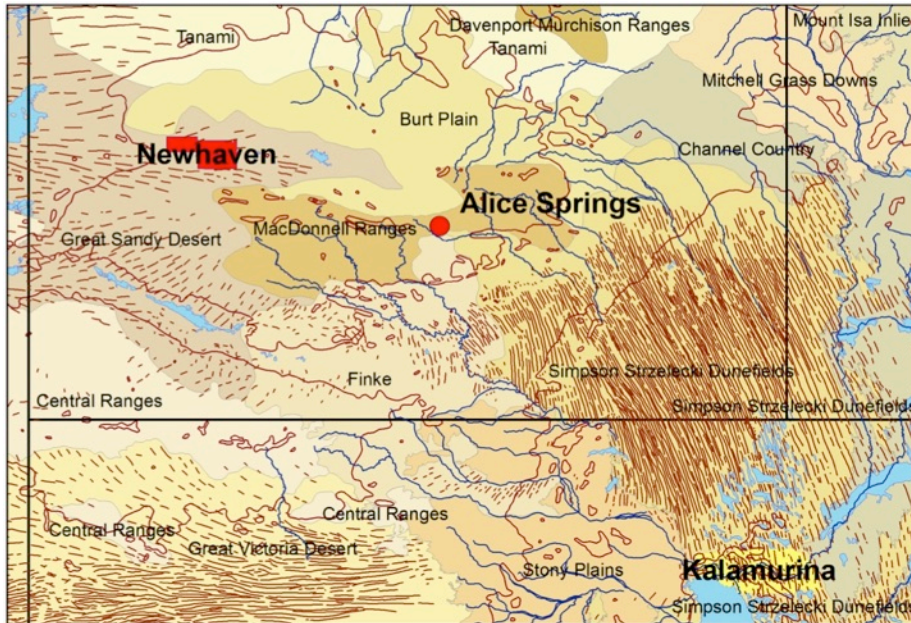 Davenport Murchison Ranges
Mount Isa Inlie
Tanami
Tanami
Mitchell Grass Downs
Burt Plain
Channel Country
Newhaven
Alice Springs
MacDonnell Ranges
Great Sandy Desert
Simpson Strzelecki Dunefields
Finke
Central Ranges
Simpson Strzelecki Dunefields
Central Ranges
Central Ranges
Great Victoria Desert
Stony Plains
Kalamurina
Simpson Strzelecki Dunefields